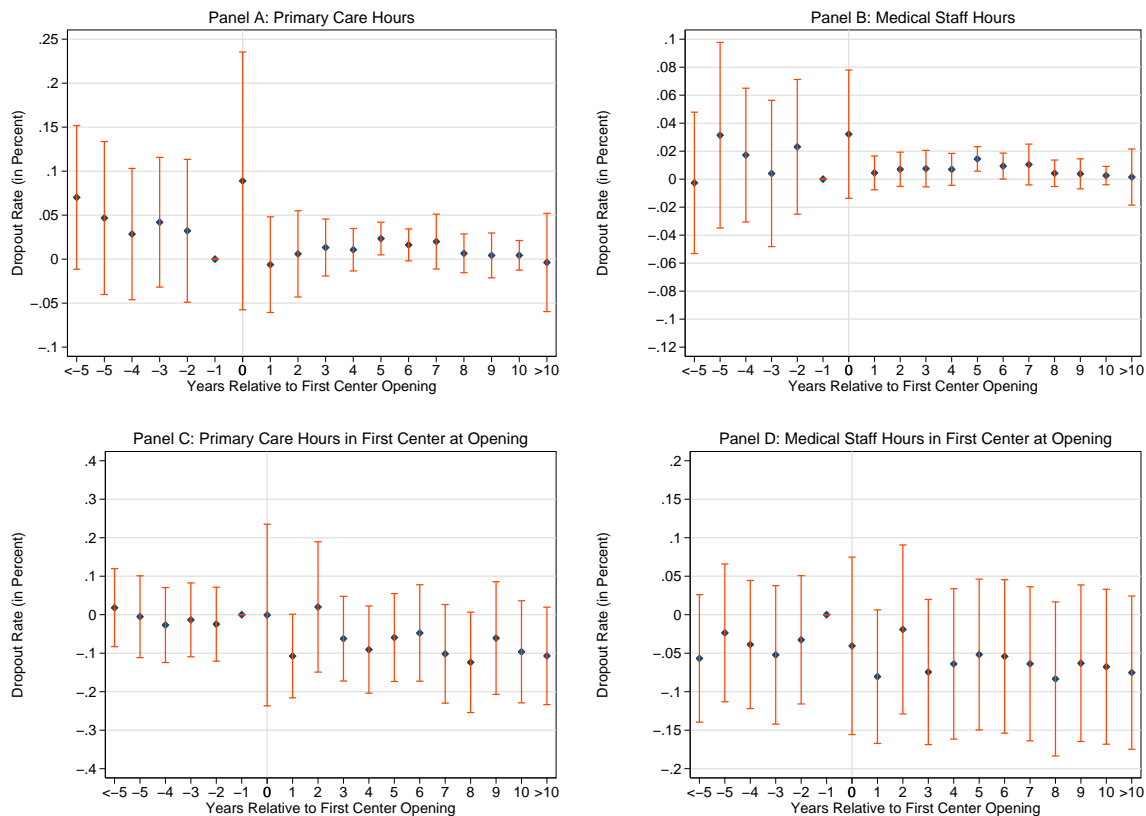 Panel A: Primary Care Hours
Dropout Rate (in Percent)
.25
.2
.15
.1
.05
0
−.05
−.1
<−5 −5 −4 −3 −2 −1 0 1 2 3 4 5 6 7 8 9 10 >10
Years Relative to First Center Opening
Panel B: Medical Staff Hours
Dropout Rate (in Percent)
.1
.08
.06
.04
.02
0
−.02
−.04
−.06
−.08
−.1
−.12
<−5 −5 −4 −3 −2 −1 0 1 2 3 4 5 6 7 8 9 10 >10
Years Relative to First Center Opening
Panel C: Primary Care Hours in First Center at Opening
Dropout Rate (in Percent)
.4
.3
.2
.1
0
−.1
−.2
−.3
−.4
<−5 −5 −4 −3 −2 −1 0 1 2 3 4 5 6 7 8 9 10 >10
Years Relative to First Center Opening
Panel D: Medical Staff Hours in First Center at Opening
Dropout Rate (in Percent)
.2
.15
.1
.05
0
−.05
−.1
−.15
−.2
<−5 −5 −4 −3 −2 −1 0 1 2 3 4 5 6 7 8 9 10 >10
Years Relative to First Center Opening